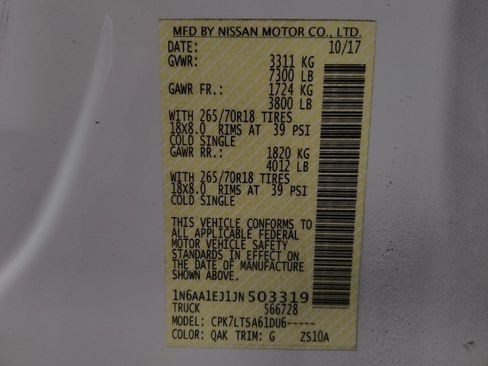 MFD BY NISSAN MOTOR CO., LTD.
DATE: 10/17
GVWR: 3311 KG
7300 LB
GAWR FR.: 1724 KG
3800 LB
WITH 265/70R18 TIRES
18x8.0 RIMS AT 39 PSI
COLD SINGLE
GAWR RR.: 1820 KG
4012 LB
WITH 265/70R18 TIRES
18x8.0 RIMS AT 39 PSI
COLD SINGLE
THIS VEHICLE CONFORMS TO
ALL APPLICABLE FEDERAL
MOTOR VEHICLE SAFETY
STANDARDS IN EFFECT ON
THE DATE OF MANUFACTURE
SHOWN ABOVE.
1N6AA1EJ1JN503319
TRUCK 566728
MODEL: CPK7LTSA61DU6-----
COLOR: QAK TRIM: G ZS10A